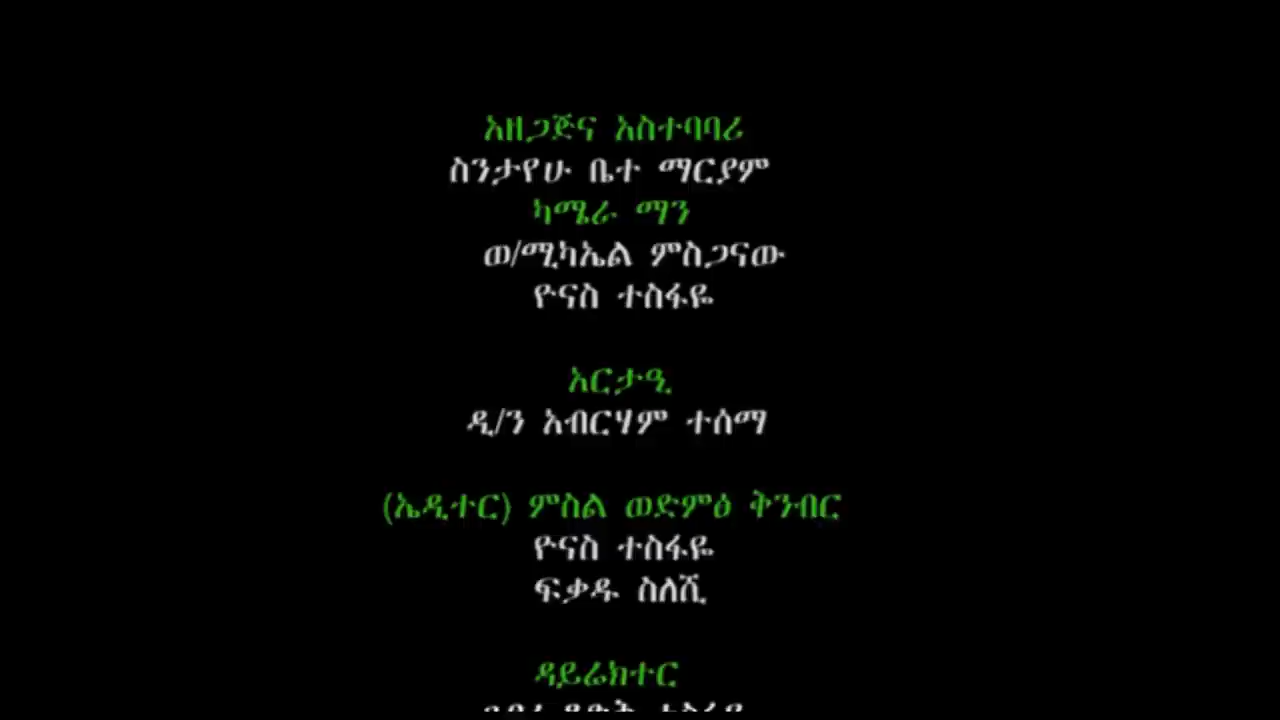 አዘጋጅና አስተባባሪ
ስንታየሁ ቤተ ማርያም
ካሜራ ማን
ወ/ሚካኤል ምስጋናው
ዮናስ ተስፋዬ
አርታዒ
ዲ/ን አብርሃም ተሰማ
(ኤዲተር) ምስል ወድምፅ ቅንብር
ዮናስ ተስፋዬ
ፍቃዱ ስለሺ
ዳይሬክተር